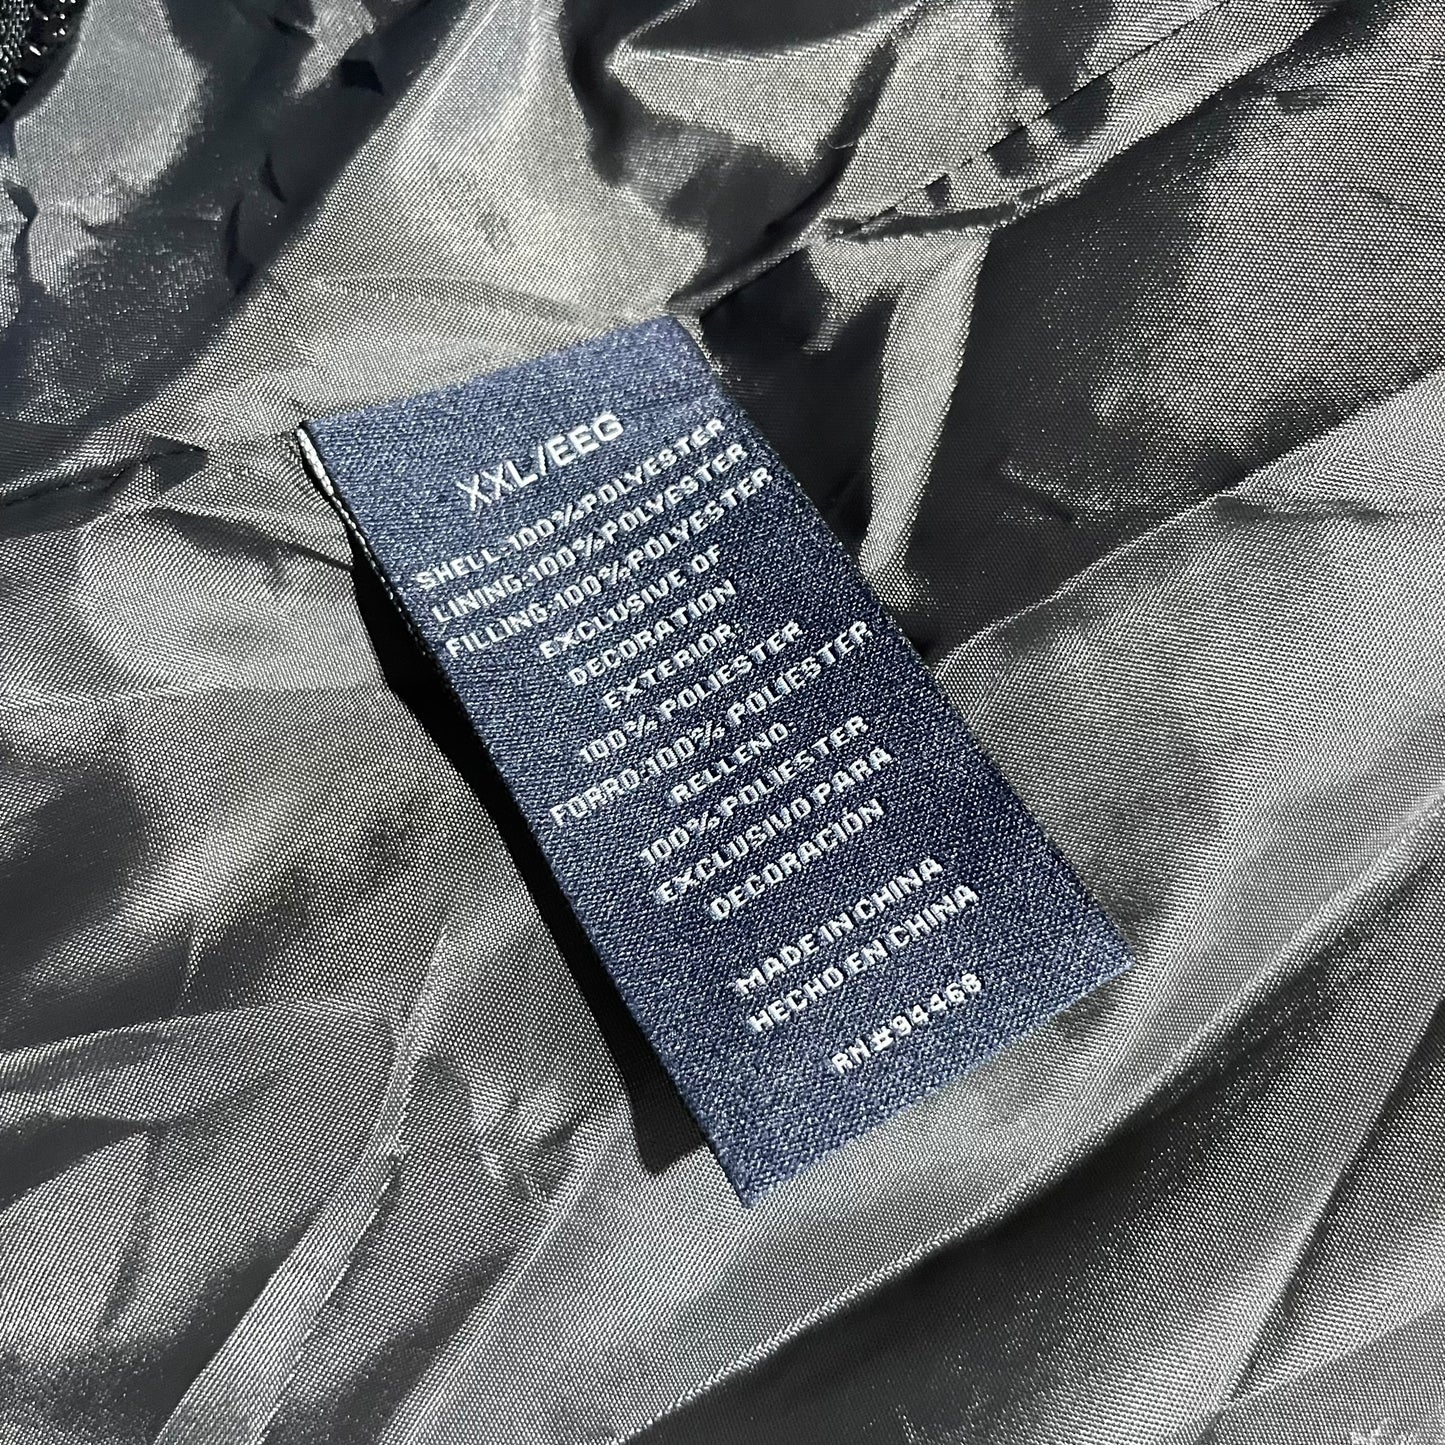 XXL/EEG
SHELL:100%POLYESTER
LINING:100%POLYESTER
FILLING:100%POLYESTER
EXCLUSIVE OF
DECORATION
EXTERIOR
100% POLIESTER
FORRO:100% POLIESTER
RELLENO
100% POLIESTER
EXCLUSIVO PARA
DECORACIÓN
MADE IN CHINA
HECHO EN CHINA
RN#94468